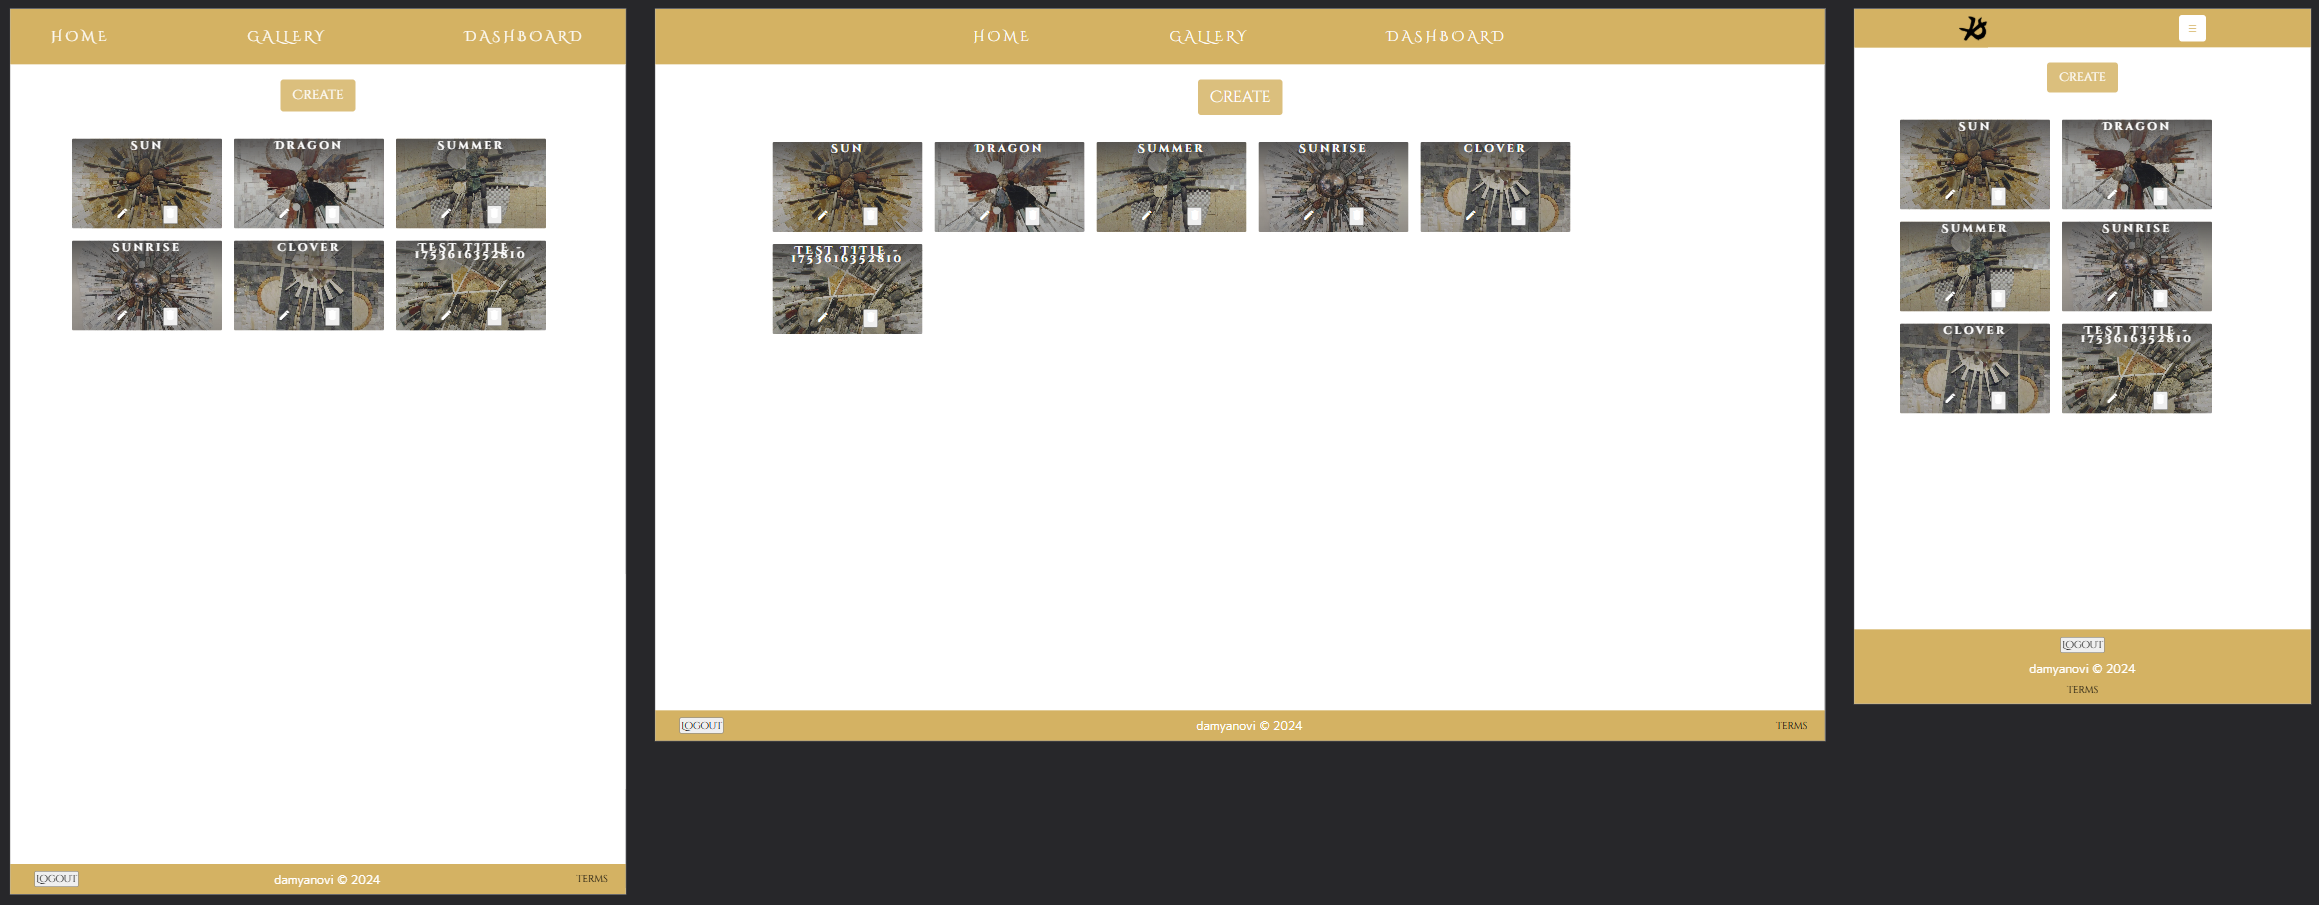 HOME GALLERY DASHBOARD
CREATE
SUN DRAGON SUMMER
SUNRISE CLOVER TEST TITLE -
1753616352810
LOGOUT damyanovi © 2024 TERMS
HOME GALLERY DASHBOARD
CREATE
SUN DRAGON SUMMER SUNRISE CLOVER
TEST TITLE -
1753616352810
LOGOUT damyanovi © 2024 TERMS
CREATE
SUN DRAGON
SUMMER SUNRISE
CLOVER TEST TITLE -
1753616352810
LOGOUT
damyanovi © 2024
TERMS